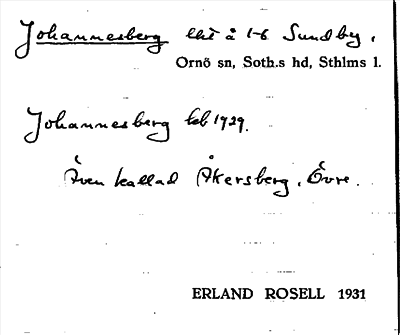 Johannesberg lht å 1-6 Sundby.
Ornö sn, Soth.s hd, Sthlms l.
Johannesberg lab 1929.
Även kallad Åkersberg, Övre.
ERLAND ROSELL 1931